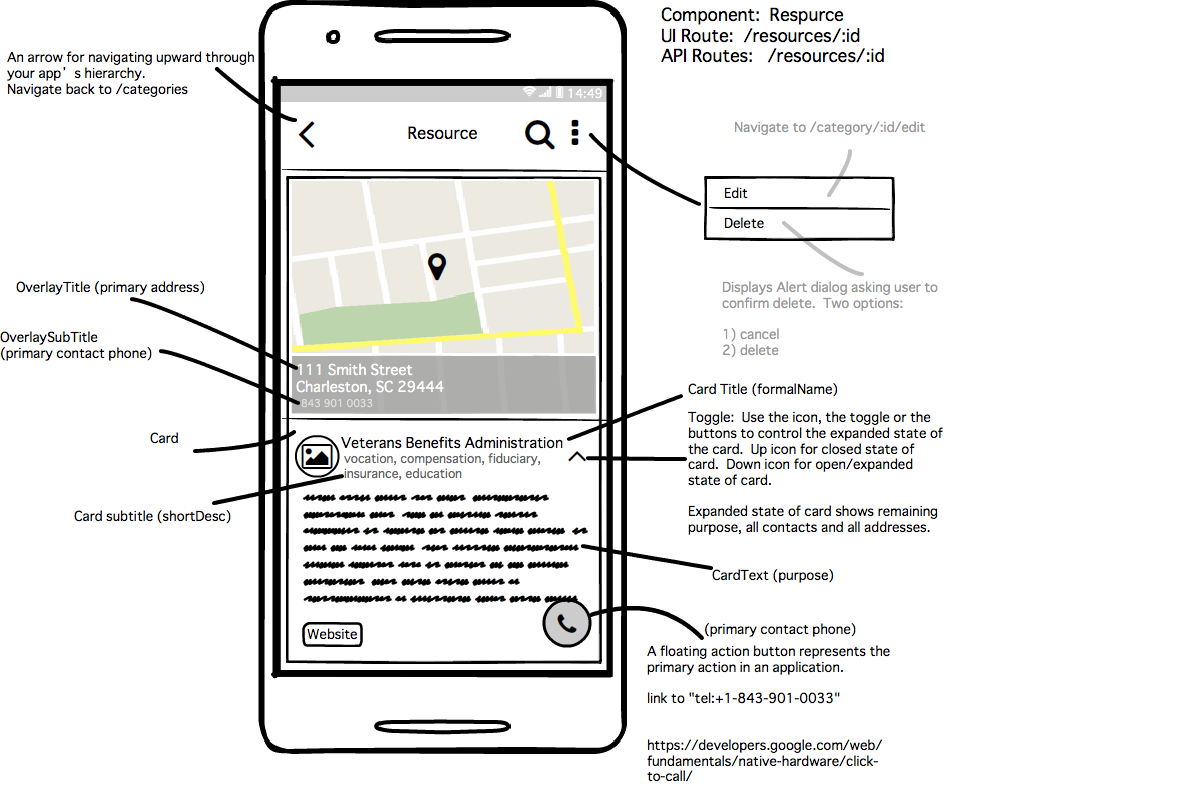 Component:  Respurce
UI Route:  /resources/:id
API Routes:   /resources/:id
An arrow for navigating upward through
your app’s hierarchy.
Navigate back to /categories
14:49
Resource
Navigate to /category/:id/edit
Edit
Delete
Displays Alert dialog asking user to
confirm delete.  Two options:
1) cancel
2) delete
OverlayTitle (primary address)
OverlaySubTitle
(primary contact phone)
111 Smith Street
Charleston, SC 29444
843 901 0033
Card Title (formalName)
Toggle:  Use the icon, the toggle or the
buttons to control the expanded state of
the card.  Up icon for closed state of
card.  Down icon for open/expanded
state of card.
Expanded state of card shows remaining
purpose, all contacts and all addresses.
Card
Veterans Benefits Administration
vocation, compensation, fiduciary,
insurance, education
Card subtitle (shortDesc)
CardText (purpose)
Website
(primary contact phone)
A floating action button represents the
primary action in an application.
link to "tel:+1-843-901-0033"
https://developers.google.com/web/
fundamentals/native-hardware/click-
to-call/